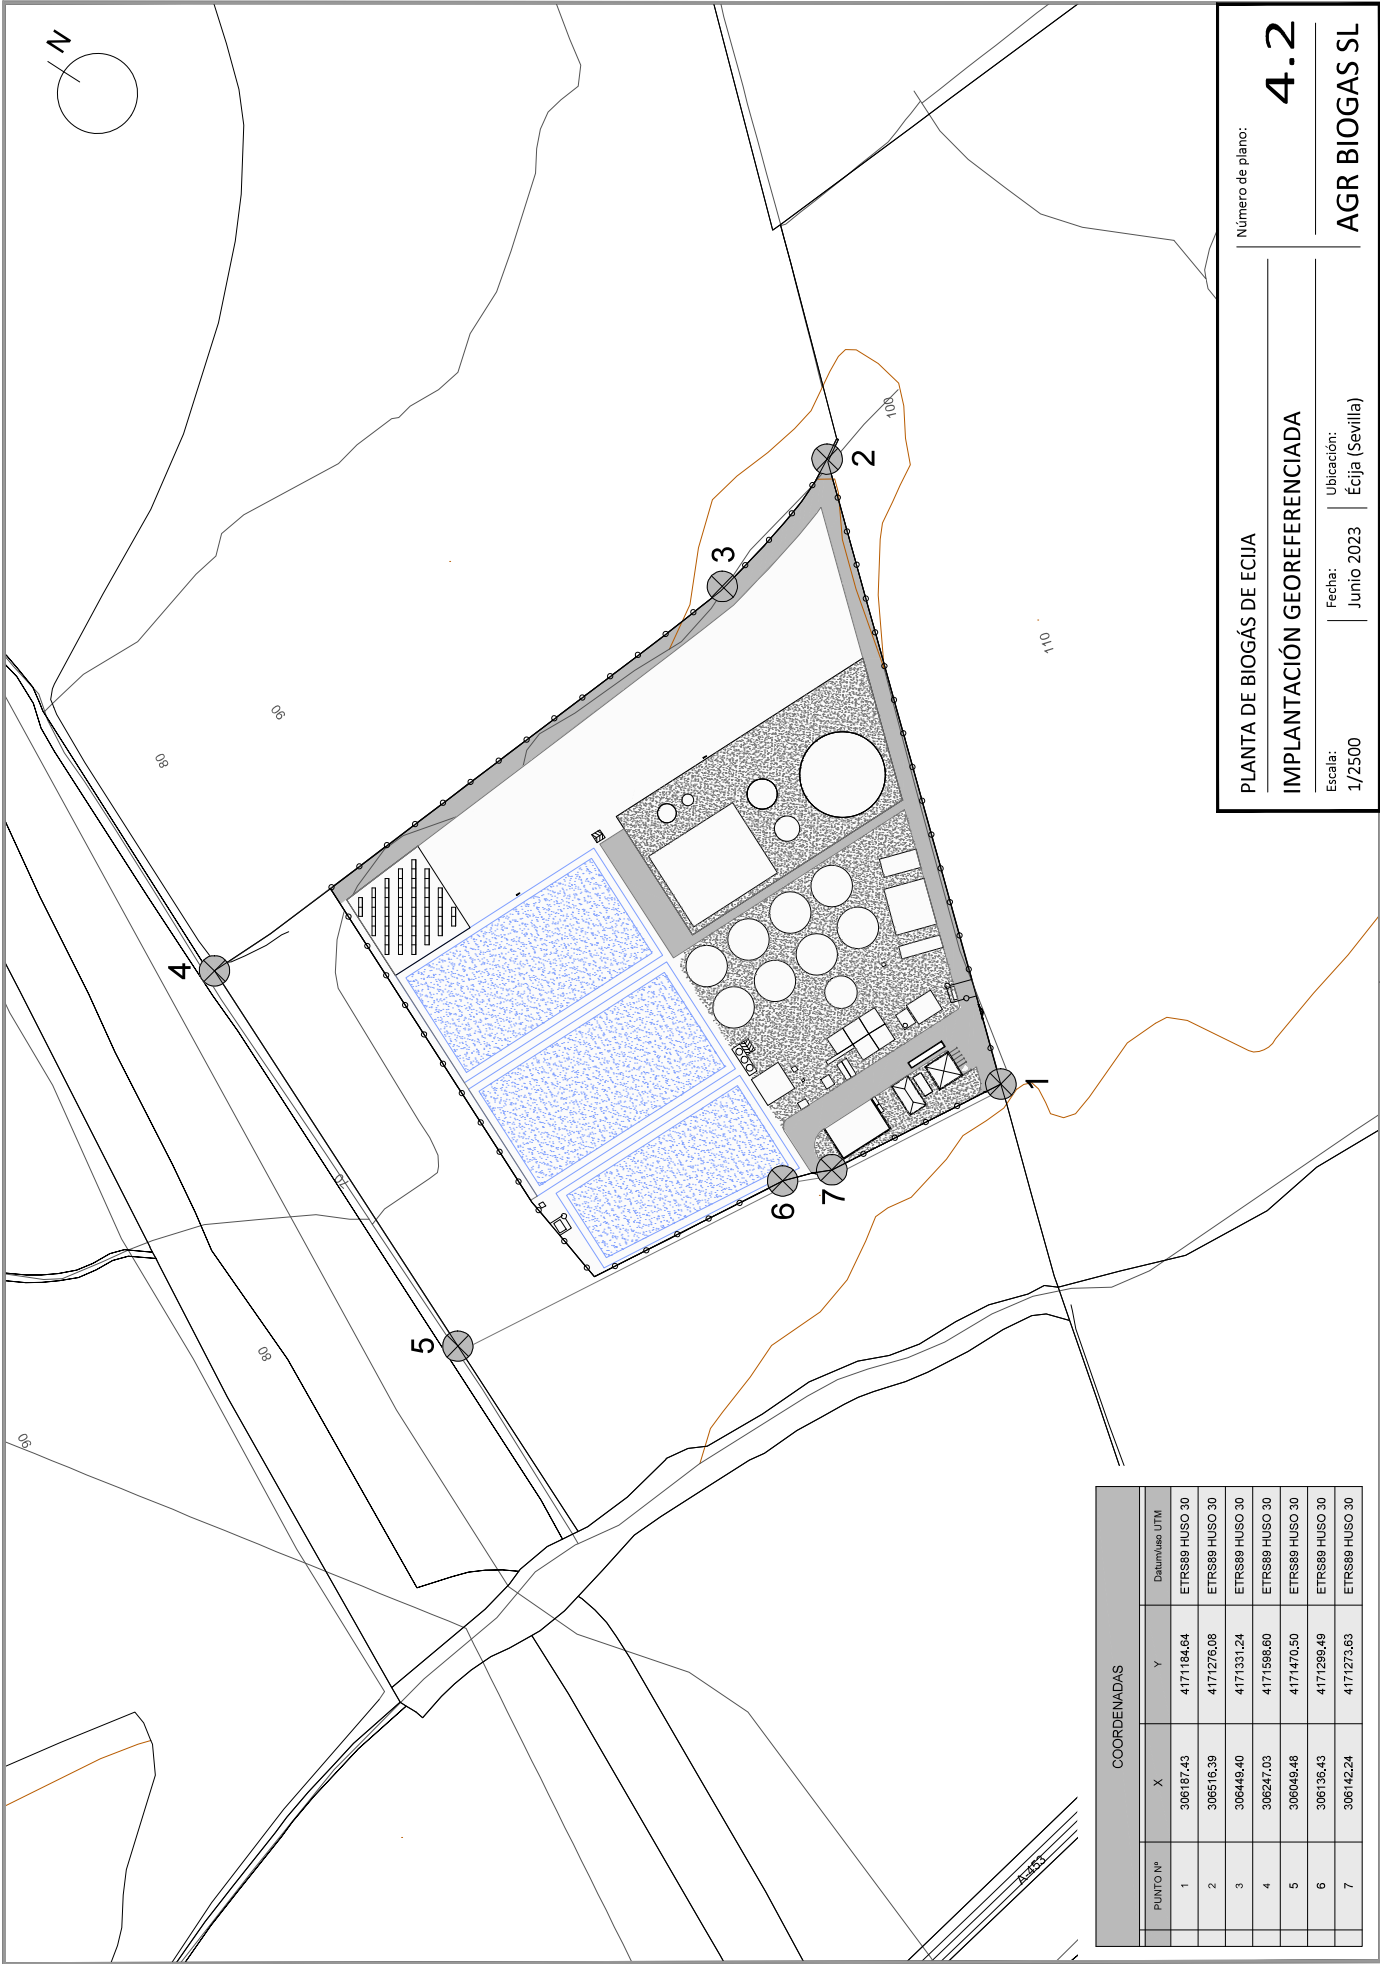 N
4
5
3
2
6
7
1
90
80
70
80
90
100
110
A-453
COORDENADAS
PUNTO Nº X Y Datum/uso UTM
1 306187.43 4171184.64 ETRS89 HUSO 30
2 306516.39 4171276.08 ETRS89 HUSO 30
3 306449.40 4171331.24 ETRS89 HUSO 30
4 306247.03 4171598.60 ETRS89 HUSO 30
5 306049.48 4171470.50 ETRS89 HUSO 30
6 306136.43 4171299.49 ETRS89 HUSO 30
7 306142.24 4171273.63 ETRS89 HUSO 30
PLANTA DE BIOGÁS DE ECIJA
IMPLANTACIÓN GEOREFERENCIADA
Escala:
1/2500
Fecha:
Junio 2023
Ubicación:
Écija (Sevilla)
Número de plano:
4.2
AGR BIOGAS SL